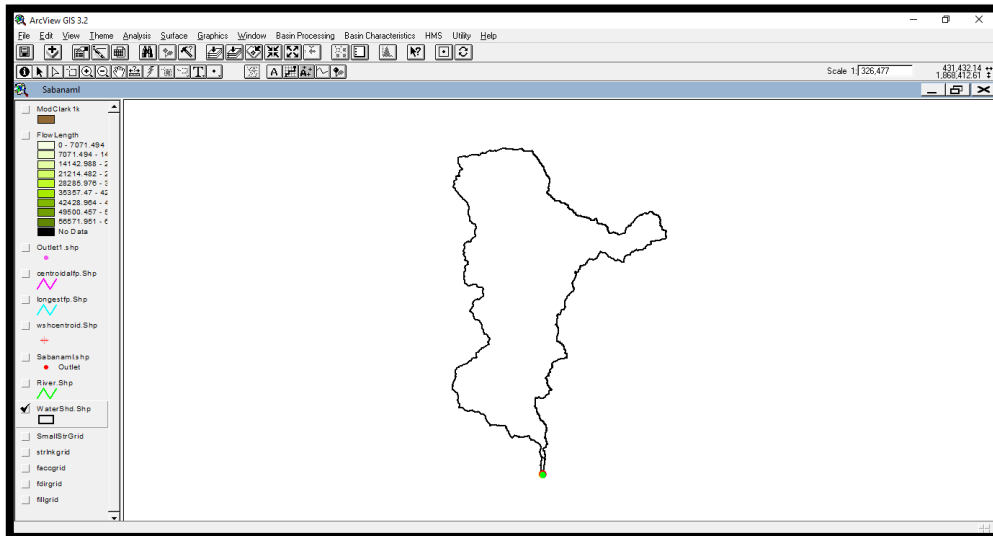 ArcView GIS 3.2
File Edit View Theme Analysis Surface Graphics Window Basin Processing Basin Characteristics HMS Utility Help
Scale 1: 326,477
431,432.14
1,868,412.61
Sabanaml
ModClark1k
FlowLength
0 - 7071.494
7071.494 - 14
14142.988 - 2
21214.482 - 2
28285.976 - 3
35357.47 - 42
42428.964 - 4
49500.457 - 5
56571.951 - 6
No Data
Outlet1.shp
centroidalfp.Shp
longestfp.Shp
wshcentroid.Shp
Sabanaml.shp
Outlet
River.Shp
WaterShd.Shp
SmallStrGrid
strlnkgrid
faccgrid
fdirgrid
fillgrid